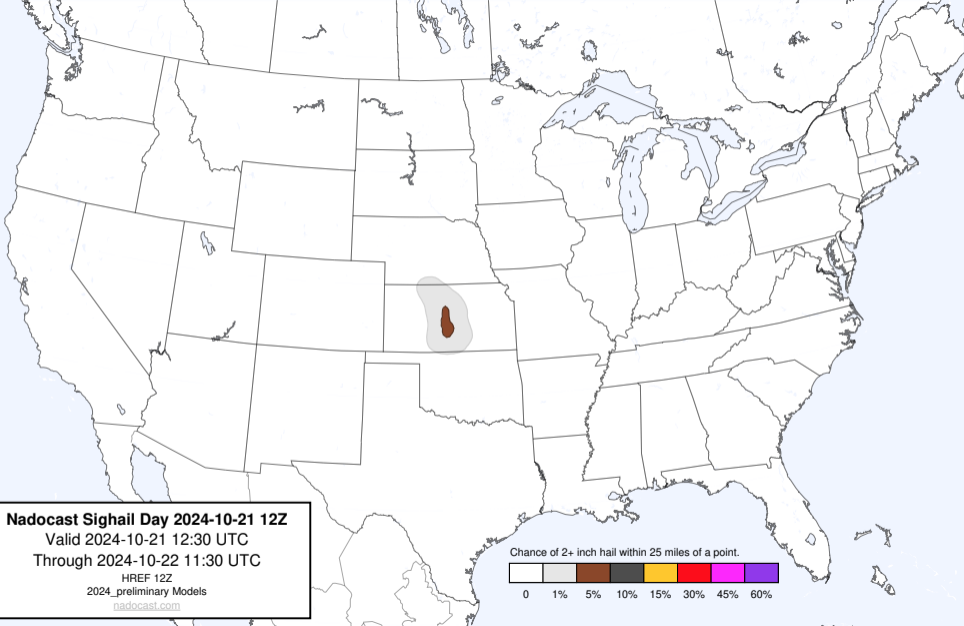 Nadocast Sighail Day 2024-10-21 12Z
Valid 2024-10-21 12:30 UTC
Through 2024-10-22 11:30 UTC
HREF 12Z
2024_preliminary Models
nadocast.com
Chance of 2+ inch hail within 25 miles of a point.
0 1% 5% 10% 15% 30% 45% 60%